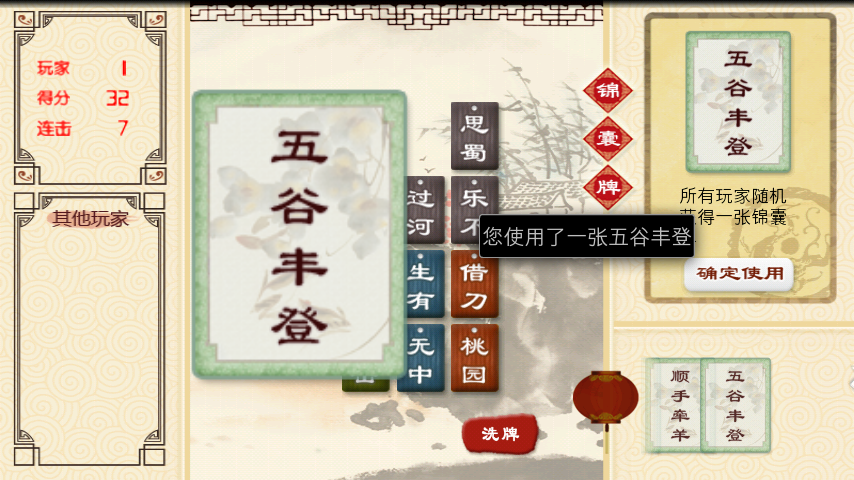 玩家 1
得分 32
连击 7
其他玩家
五谷丰登
思蜀
过河
乐不
生有
借刀
无中
桃园
洗牌
锦囊牌
您使用了一张五谷丰登
五谷丰登
所有玩家随机
获得一张锦囊
确定使用
顺手牵羊
五谷丰登